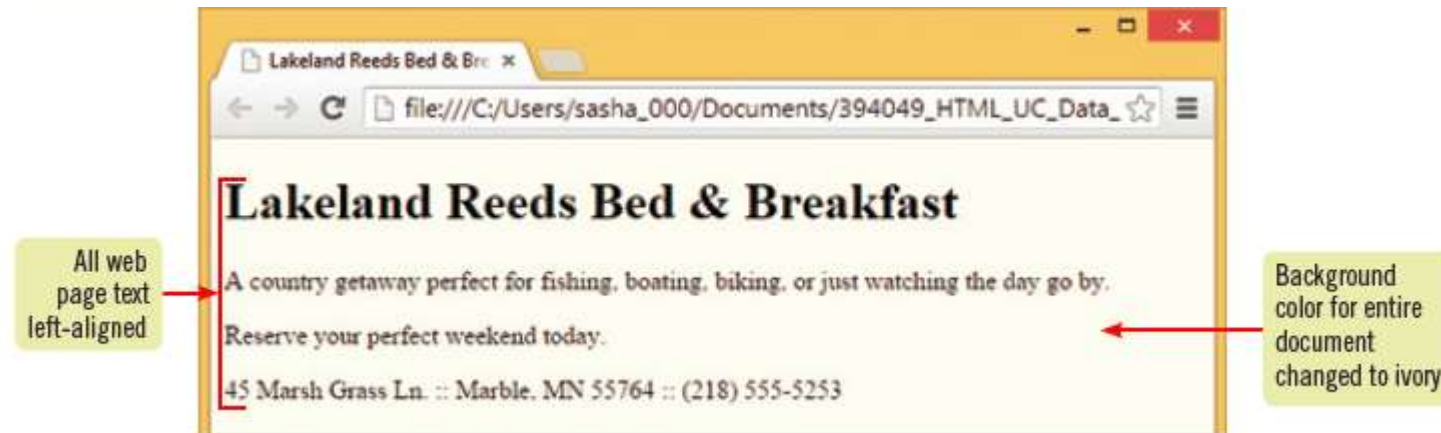 Lakeland Reeds Bed & Bre
file:///C:/Users/sasha_000/Documents/394049_HTML_UC_Data_
Lakeland Reeds Bed & Breakfast
A country getaway perfect for fishing, boating, biking, or just watching the day go by.
Reserve your perfect weekend today.
45 Marsh Grass Ln. :: Marble, MN 55764 :: (218) 555-5253
All web
page text
left-aligned
Background
color for entire
document
changed to ivory